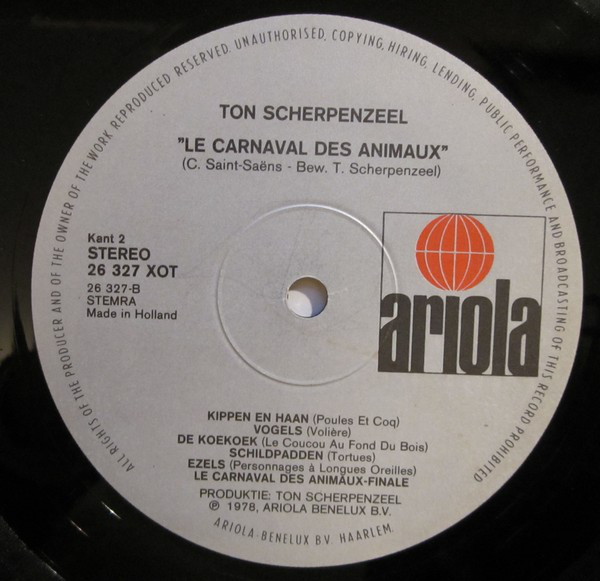 ALL RIGHTS OF THE PRODUCER AND OF THE OWNER OF THE WORK REPRODUCED RESERVED. UNAUTHORISED, COPYING, HIRING, LENDING, PUBLIC PERFORMANCE AND BROADCASTING OF THIS RECORD PROHIBITED
TON SCHERPENZEEL
"LE CARNAVAL DES ANIMAUX"
(C. Saint-Saëns - Bew. T. Scherpenzeel)
Kant 2
STEREO
26 327 XOT
26 327-B
STEMRA
Made in Holland
ariola
KIPPEN EN HAAN (Poules Et Coq)
VOGELS (Volière)
DE KOEKOEK (Le Coucou Au Fond Du Bois)
SCHILDPADDEN (Tortues)
EZELS (Personnages à Longues Oreilles)
LE CARNAVAL DES ANIMAUX-FINALE
PRODUKTIE: TON SCHERPENZEEL
℗ 1978, ARIOLA BENELUX B.V.
ARIOLA-BENELUX B.V. HAARLEM.